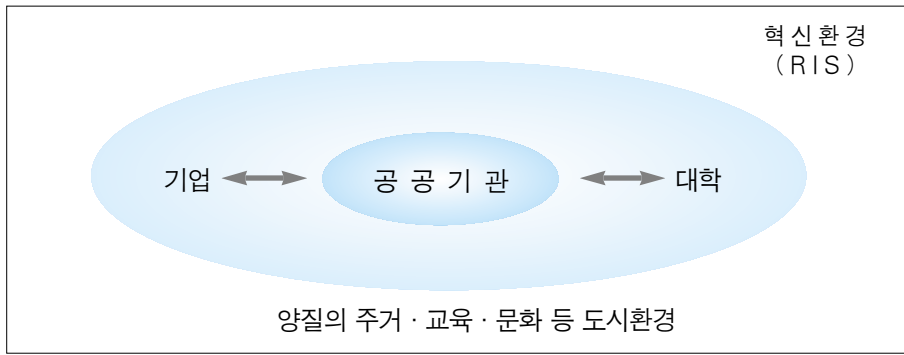 혁신환경
(RIS)
기업 공공기관 대학
양질의 주거 · 교육 · 문화 등 도시환경